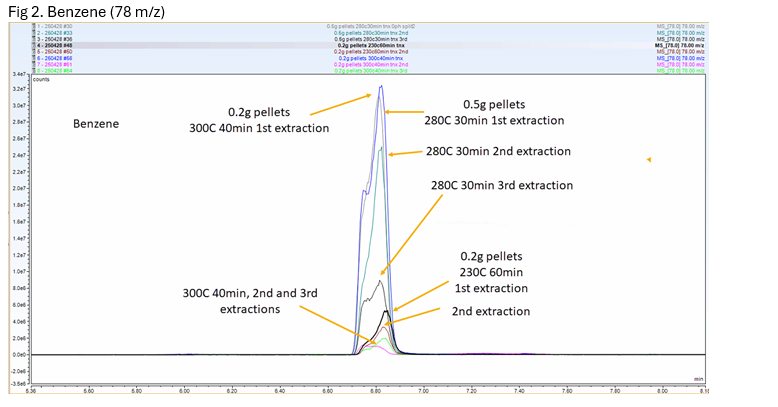 Fig 2. Benzene (78 m/z)
1 - 250428 #30 0.5g pellets 280c30min tnx 0ph split2 MS_[78.0] 78.00 m/z
2 - 250428 #33 0.5g pellets 280c30min tnx 2nd MS_[78.0] 78.00 m/z
3 - 250428 #36 0.5g pellets 280c30min tnx 3rd MS_[78.0] 78.00 m/z
4 - 250428 #48 0.2g pellets 230c60min tnx MS_[78.0] 78.00 m/z
5 - 250428 #50 0.2g pellets 230c60min tnx 2nd MS_[78.0] 78.00 m/z
6 - 250428 #58 0.2g pellets 300c40min tnx MS_[78.0] 78.00 m/z
7 - 250428 #61 0.2g pellets 300c40min tnx 2nd MS_[78.0] 78.00 m/z
8 - 250428 #64 0.2g pellets 300c40min tnx 3rd MS_[78.0] 78.00 m/z
3.4e7
counts
3.2e7
3.0e7
2.8e7
2.6e7
2.4e7
2.2e7
2.0e7
1.8e7
1.6e7
1.4e7
1.2e7
1.0e7
8.0e6
6.0e6
4.0e6
2.0e6
0.0e0
-2.0e6
-3.5e6
Benzene
0.2g pellets
300C 40min 1st extraction
0.5g pellets
280C 30min 1st extraction
280C 30min 2nd extraction
280C 30min 3rd extraction
0.2g pellets
230C 60min
1st extraction
2nd extraction
300C 40min, 2nd and 3rd
extractions
min
5.36 5.60 5.80 6.00 6.20 6.40 6.60 6.80 7.00 7.20 7.40 7.60 7.80 8.00 8.18